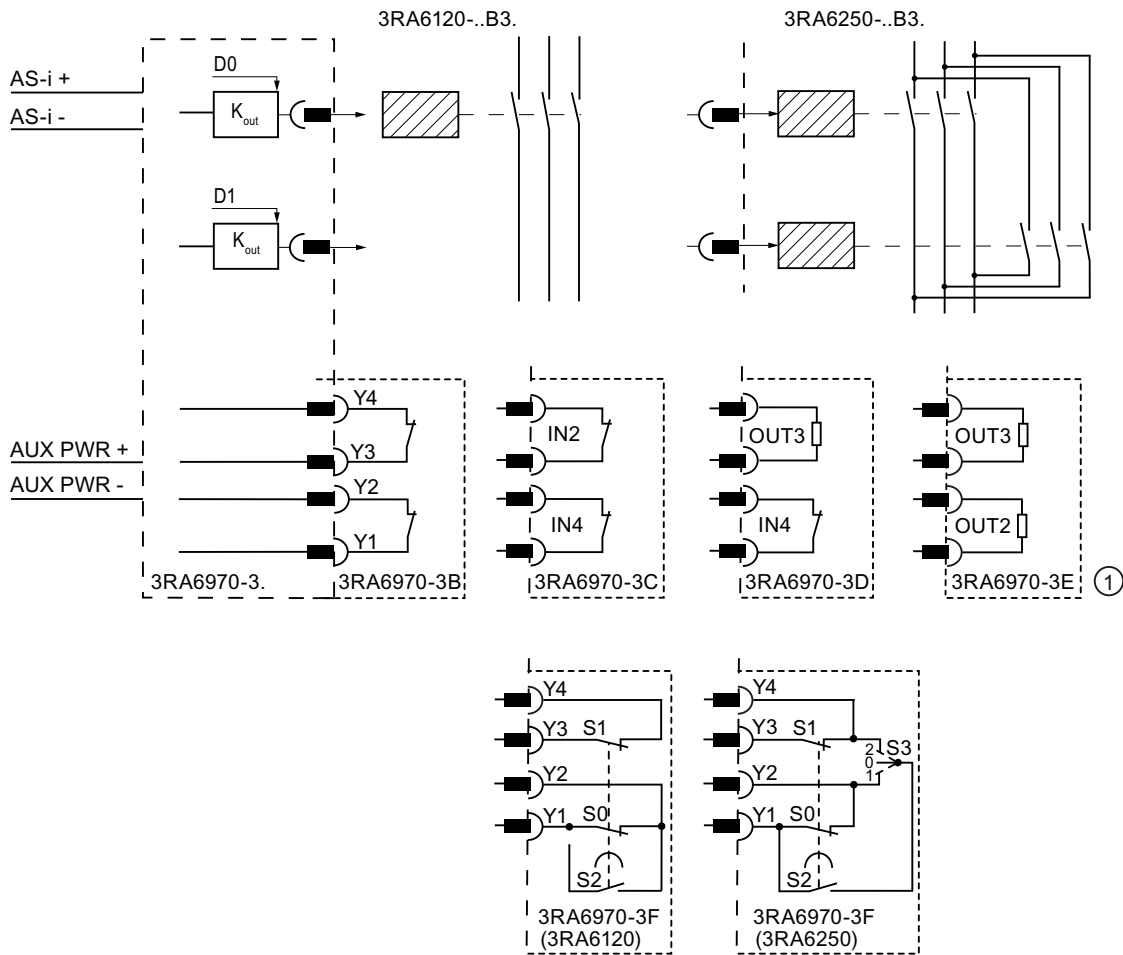 3RA6120-..B3.
3RA6250-..B3.
AS-i +
AS-i -
D0
Kout
D1
Kout
AUX PWR +
AUX PWR -
Y4
Y3
Y2
Y1
3RA6970-3.
3RA6970-3B
IN2
IN4
3RA6970-3C
OUT3
IN4
3RA6970-3D
OUT3
OUT2
3RA6970-3E
1
Y4
Y3 S1
Y2
Y1 S0
S2
3RA6970-3F
(3RA6120)
Y4
Y3 S1
2
0
1
S3
Y2
Y1 S0
S2
3RA6970-3F
(3RA6250)